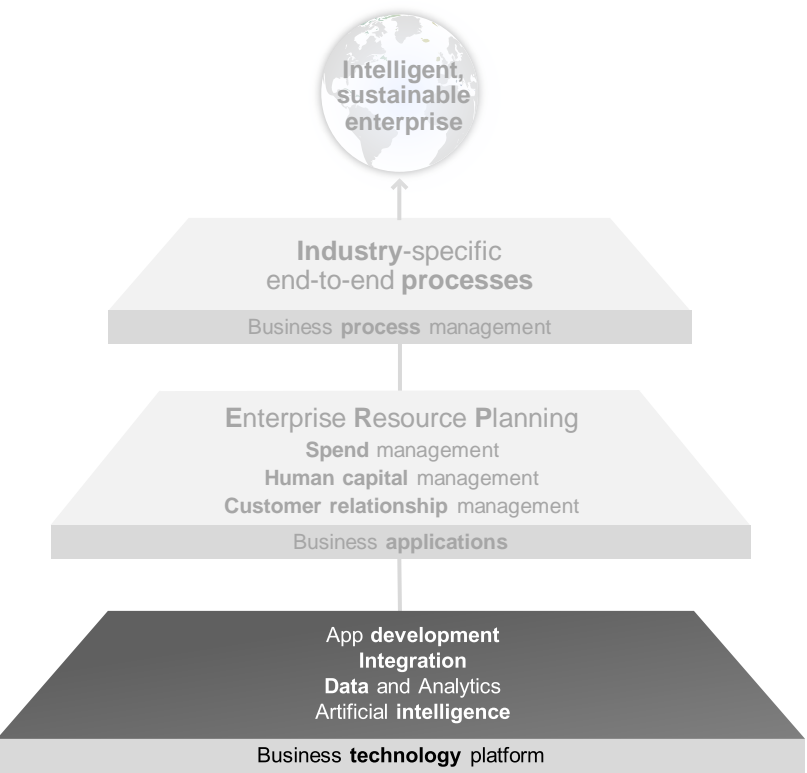 Intelligent,
sustainable
enterprise
Industry-specific
end-to-end processes
Business process management
Enterprise Resource Planning
Spend management
Human capital management
Customer relationship management
Business applications
App development
Integration
Data and Analytics
Artificial intelligence
Business technology platform